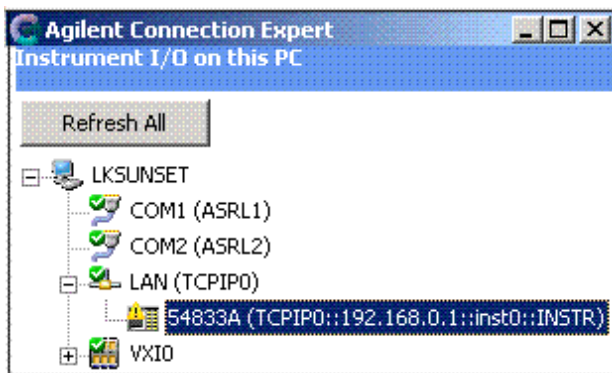 Agilent Connection Expert
Instrument I/O on this PC
Refresh All
LKSUNSET
COM1 (ASRL1)
COM2 (ASRL2)
LAN (TCPIP0)
54833A (TCPIP0::192.168.0.1::inst0::INSTR)
VXI0